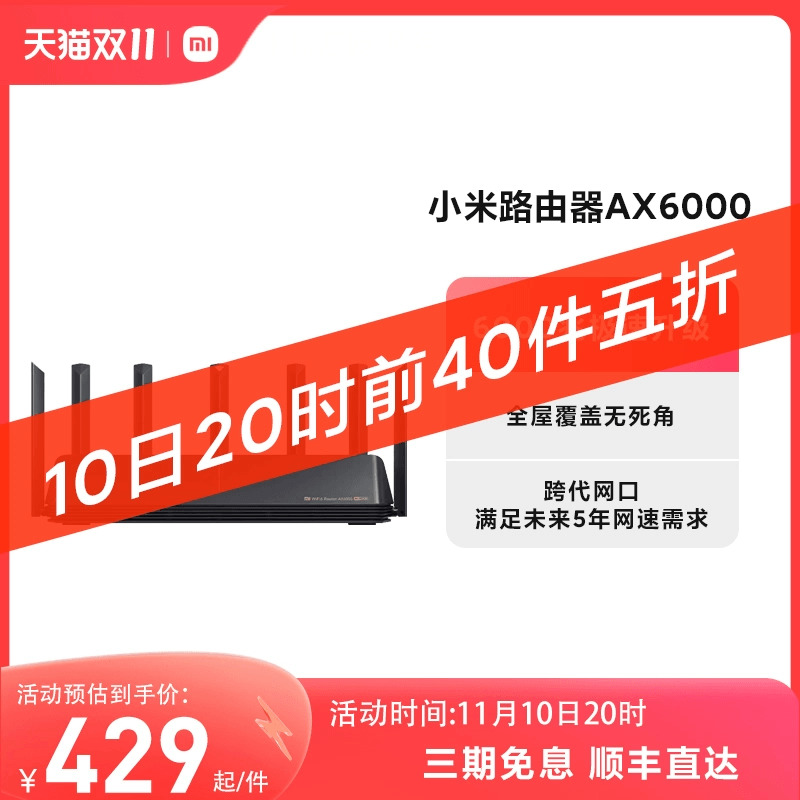 天猫双11
小米路由器AX6000
10日20时前40件五折
全屋覆盖无死角
跨代网口
满足未来5年网速需求
活动预估到手价:
¥429起/件
活动时间:11月10日20时
三期免息 顺丰直达